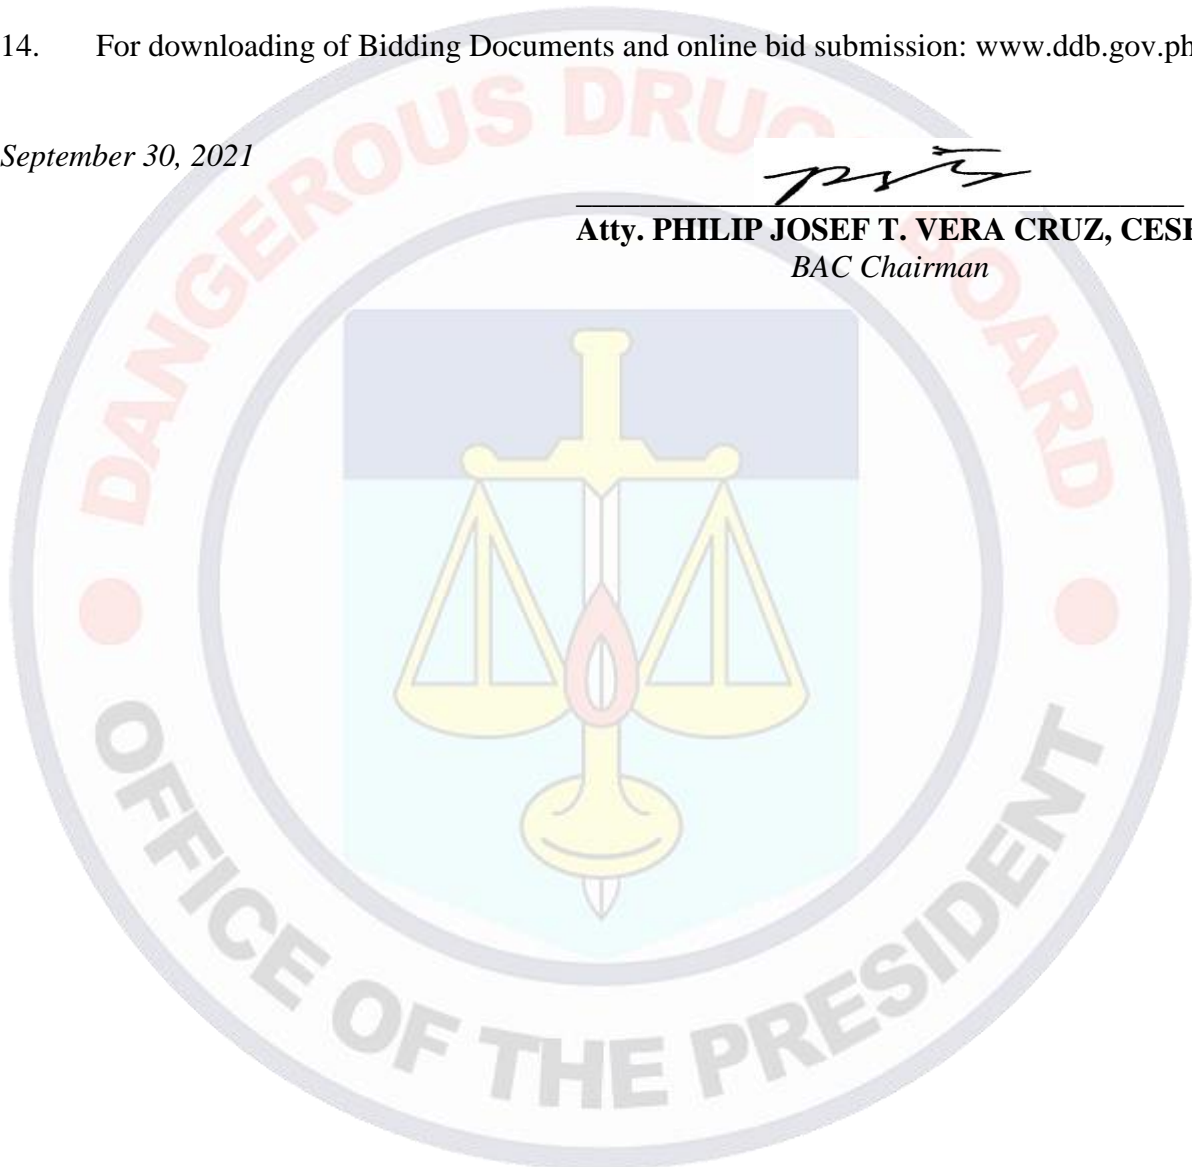 14. For downloading of Bidding Documents and online bid submission: www.ddb.gov.ph
September 30, 2021
Atty. PHILIP JOSEF T. VERA CRUZ, CESE
BAC Chairman
DANGEROUS DRUGS BOARD
OFFICE OF THE PRESIDENT